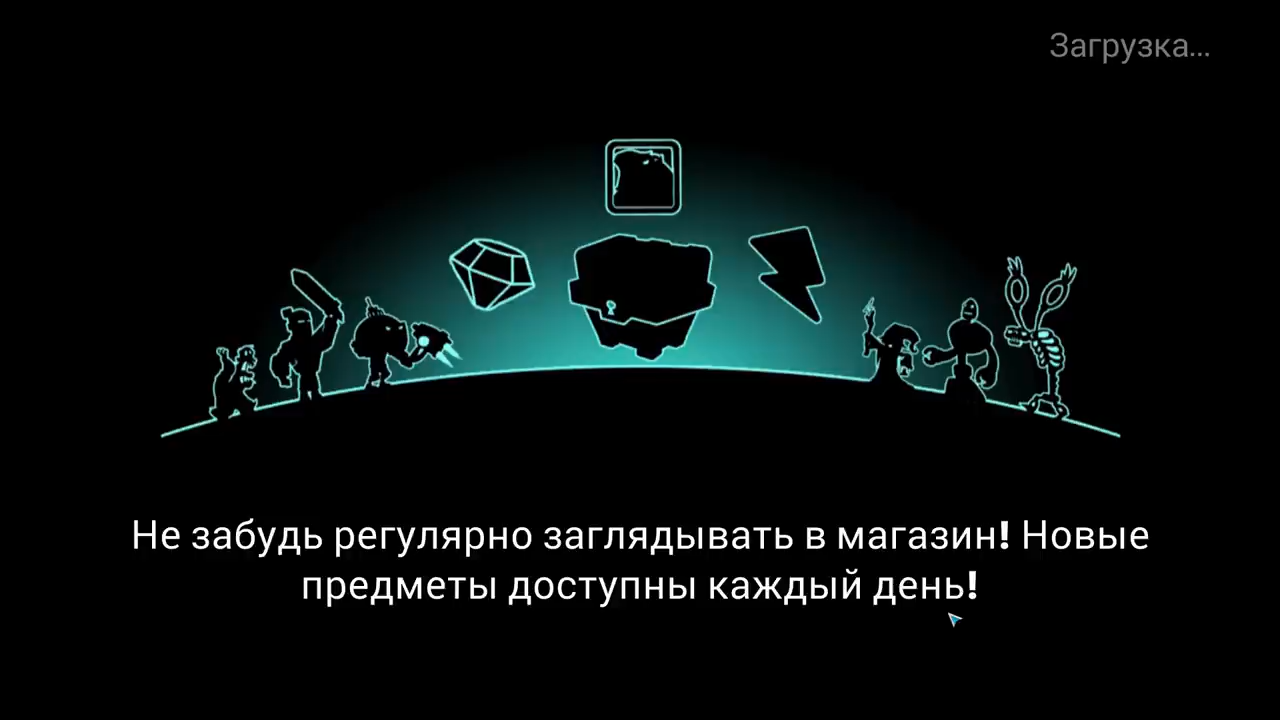 Загрузка...
Не забудь регулярно заглядывать в магазин! Новые
предметы доступны каждый день!